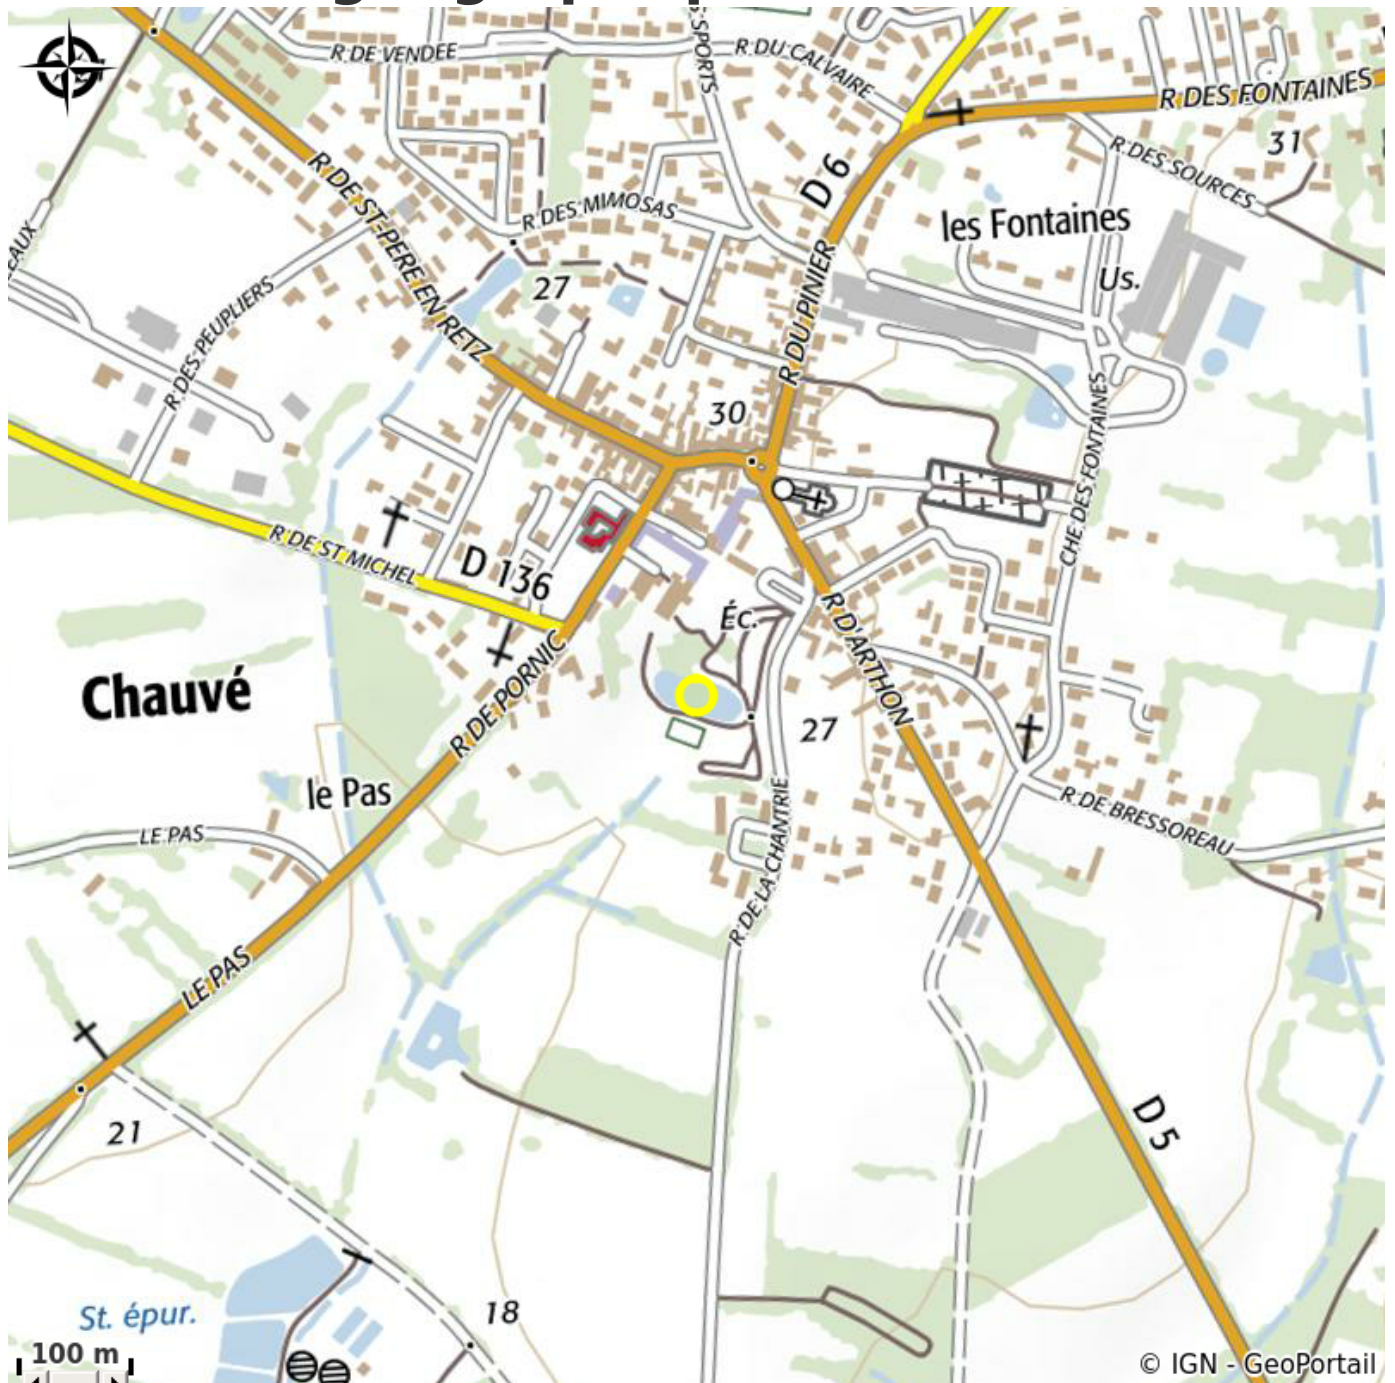 R DE VENDEE
SPORTS
R DU CALVAIRE
R DES FONTAINES
31
R DES SOURCES
D 6
R DE ST-PERE EN RETZ
R DES MIMOSAS
les Fontaines
EAUX
Us.
27
R DES PEUPLIERS
R DU PINIER
30
CHE DES FONTAINES
R DE ST MICHEL
D 136
Éc.
R D'ARTHON
Chauvé
R DE PORNIC
27
le Pas
LE PAS
R DE BRESSOREAU
R DE LA CHANTRIE
LE PAS
21
D 5
St. épur.
18
100 m
© IGN - GeoPortail